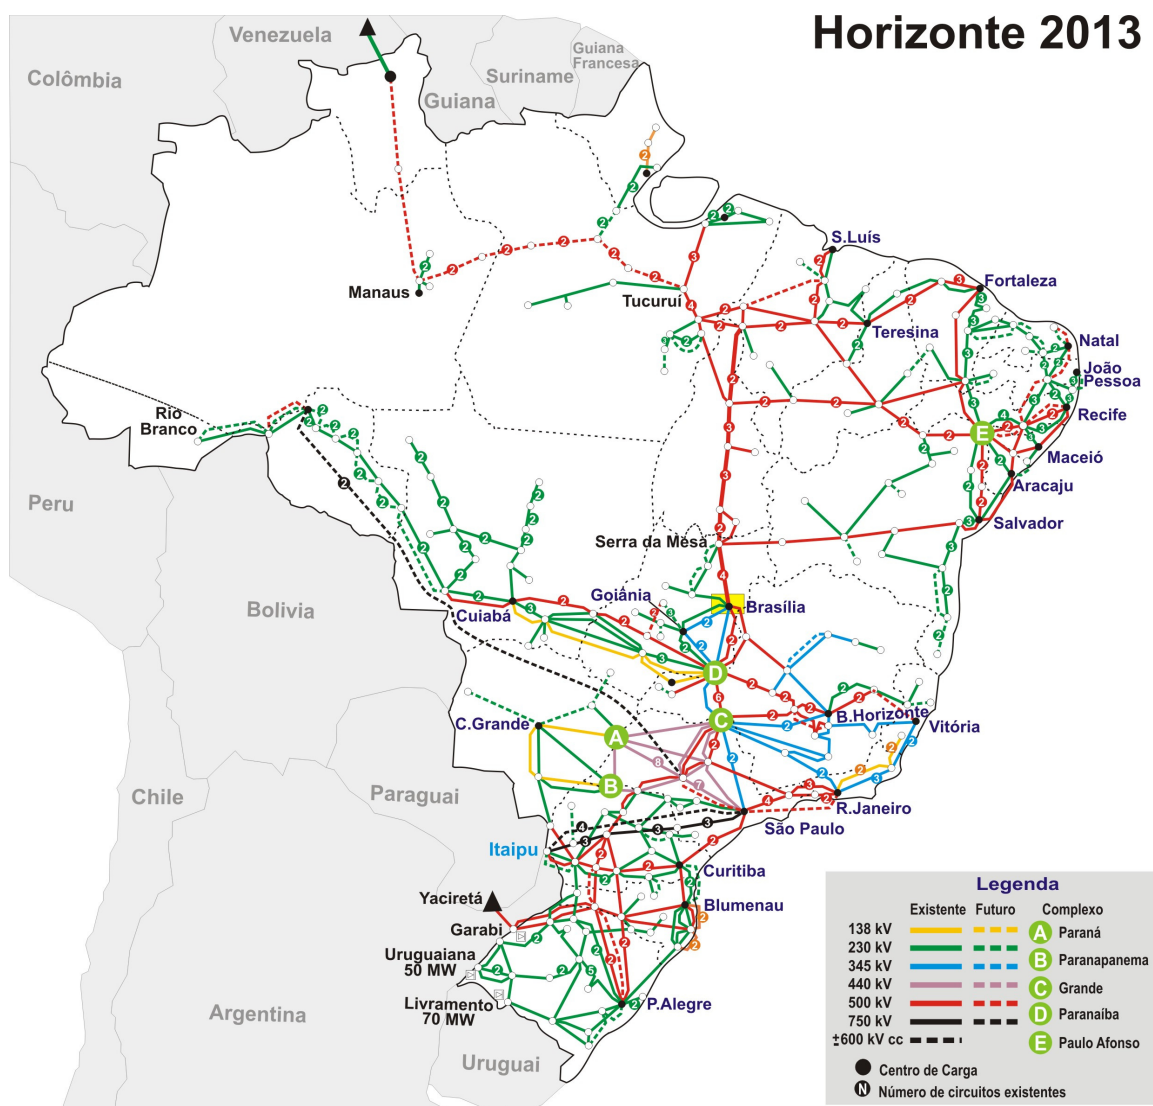 Horizonte 2013
Venezuela
Guiana
Francesa
Colômbia
Suriname
Guiana
S.Luís
Fortaleza
Manaus
Tucuruí
Teresina
Natal
João
Pessoa
Rio
Branco
Recife
Maceió
Aracaju
Peru
Salvador
Serra da Mesa
Goiânia
Brasília
Bolivia
Cuiabá
C.Grande
B.Horizonte
Vitória
Chile
Paraguai
R.Janeiro
São Paulo
Itaipu
Curitiba
Yaciretá
Blumenau
Garabi
Uruguaiana
50 MW
Livramento
70 MW
P.Alegre
Argentina
Uruguai
A
B
C
D
E
Legenda
Existente Futuro Complexo
138 kV A Paraná
230 kV
345 kV B Paranapanema
440 kV C Grande
500 kV
750 kV D Paranaíba
±600 kV cc E Paulo Afonso
Centro de Carga
N Número de circuitos existentes